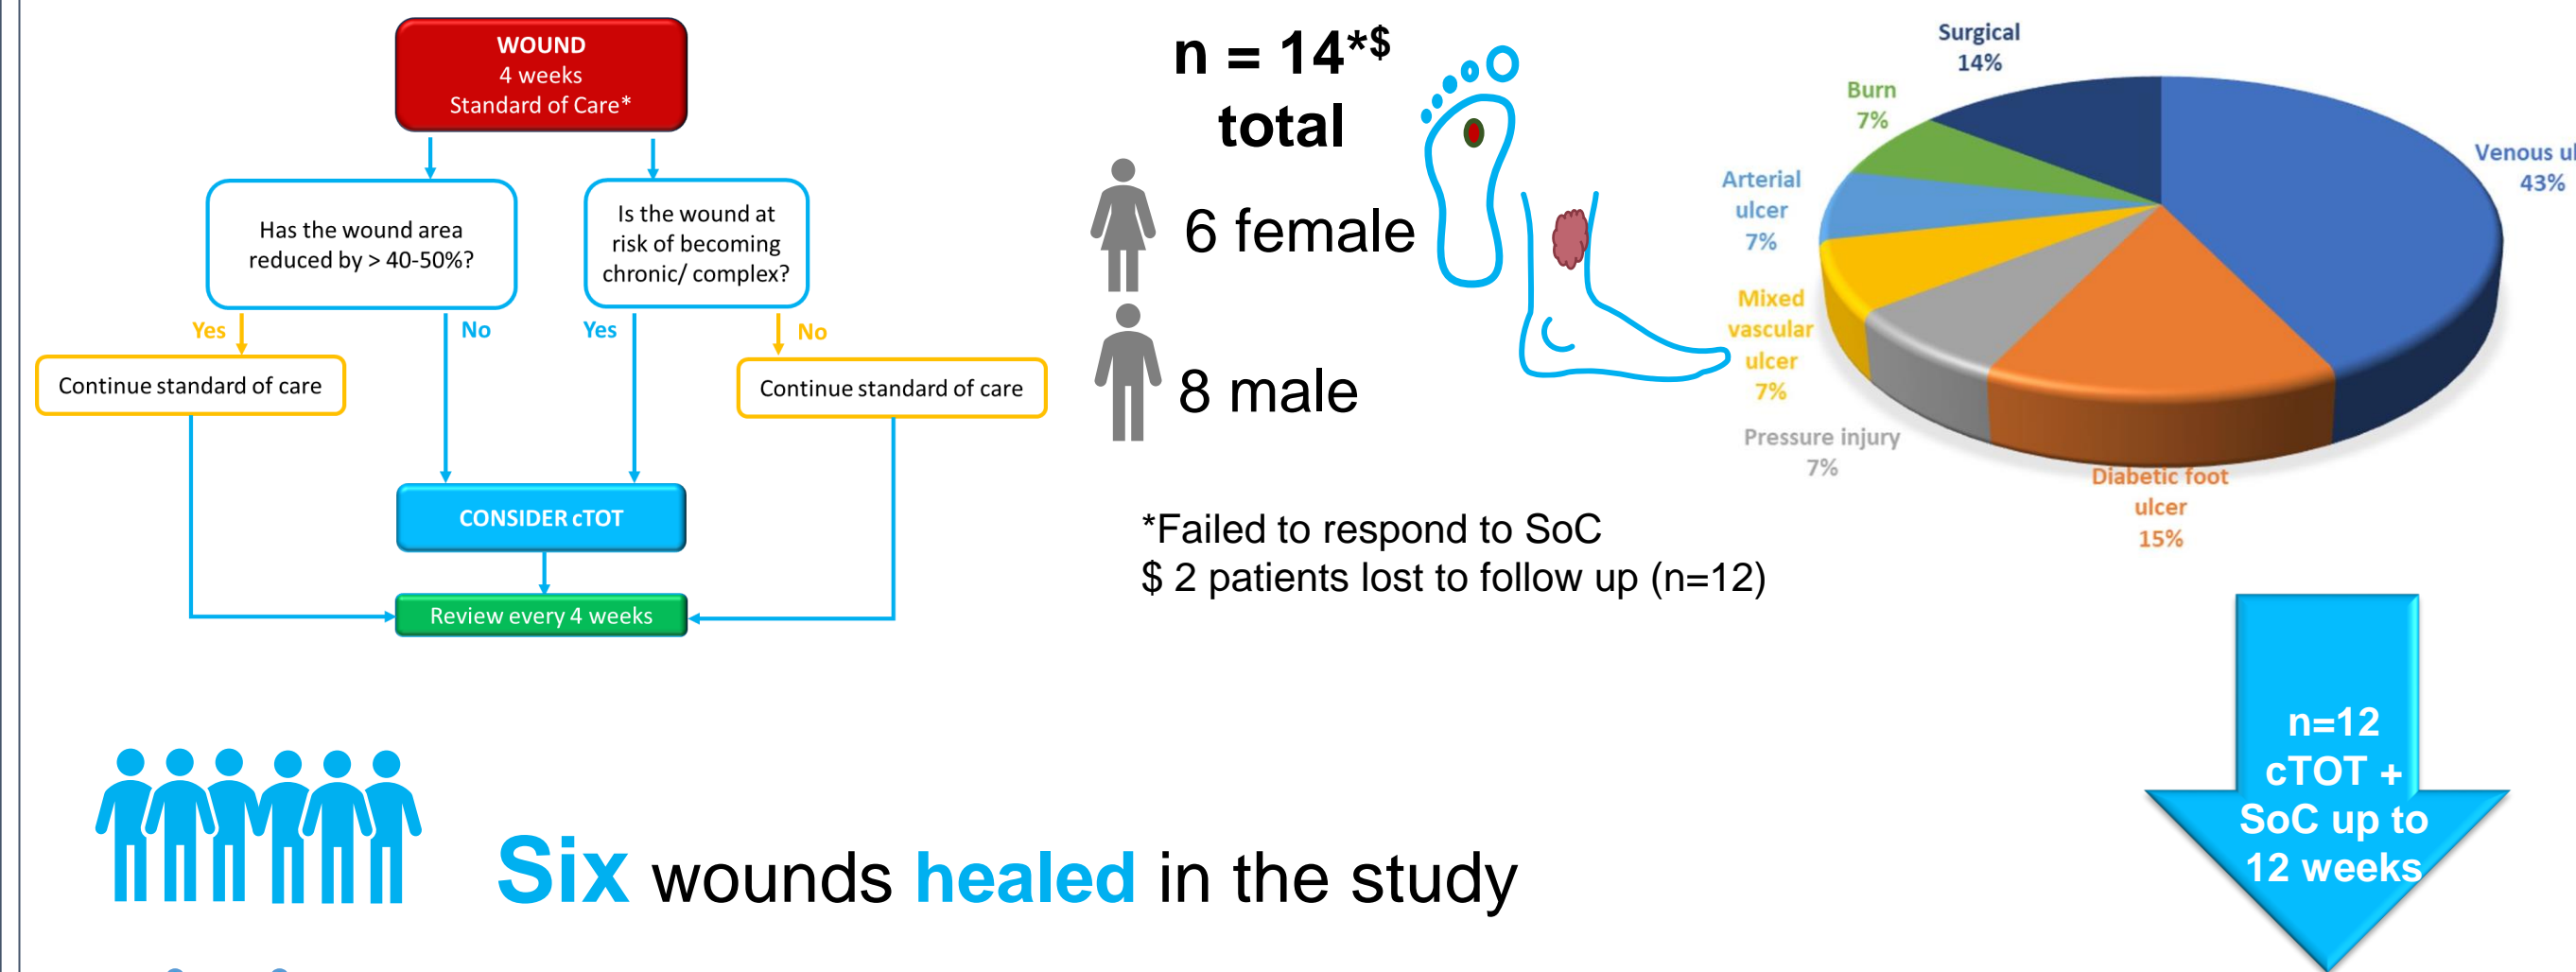 WOUND
4 weeks
Standard of Care*
Has the wound area
reduced by > 40-50%?
Is the wound at
risk of becoming
chronic/ complex?
Yes
No
Yes
No
Continue standard of care
Continue standard of care
CONSIDER cTOT
Review every 4 weeks
n = 14*$
total
6 female
8 male
*Failed to respond to SoC
$ 2 patients lost to follow up (n=12)
Surgical
14%
Burn
7%
Arterial
ulcer
7%
Mixed
vascular
ulcer
7%
Pressure injury
7%
Diabetic foot
ulcer
15%
Venous ul
43%
n=12
cTOT +
SoC up to
12 weeks
Six wounds healed in the study